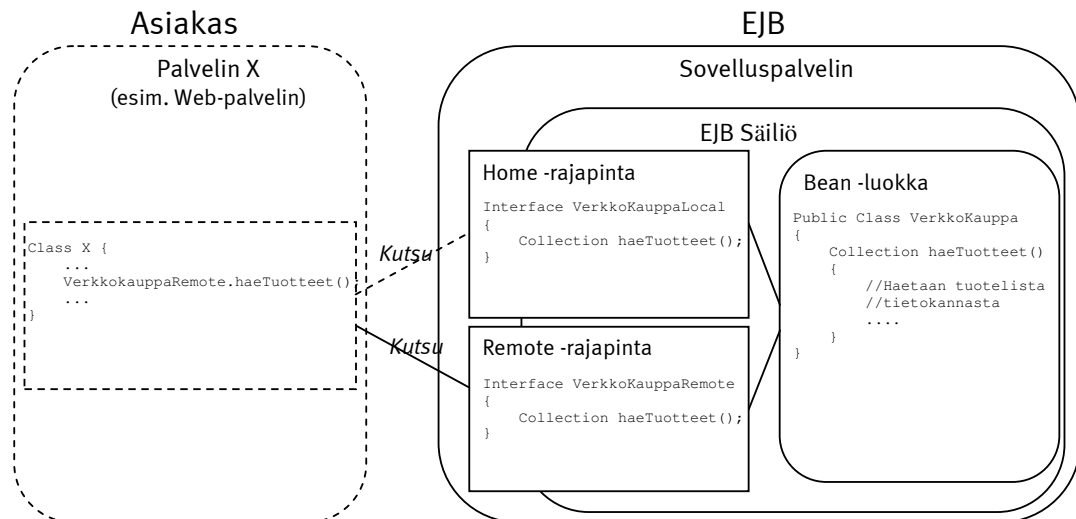 Asiakas
Palvelin X
(esim. Web-palvelin)
Class X {
...
VerkkokauppaRemote.haeTuotteet();
...
}
Kutsu
Kutsu
EJB
Sovelluspalvelin
EJB Säiliö
Home -rajapinta
Interface VerkkoKauppaLocal
{
Collection haeTuotteet();
}
Remote -rajapinta
Interface VerkkoKauppaRemote
{
Collection haeTuotteet();
}
Bean -luokka
Public Class VerkkoKauppa
{
Collection haeTuotteet()
{
//Haetaan tuotelista
//tietokannasta
....
}
}